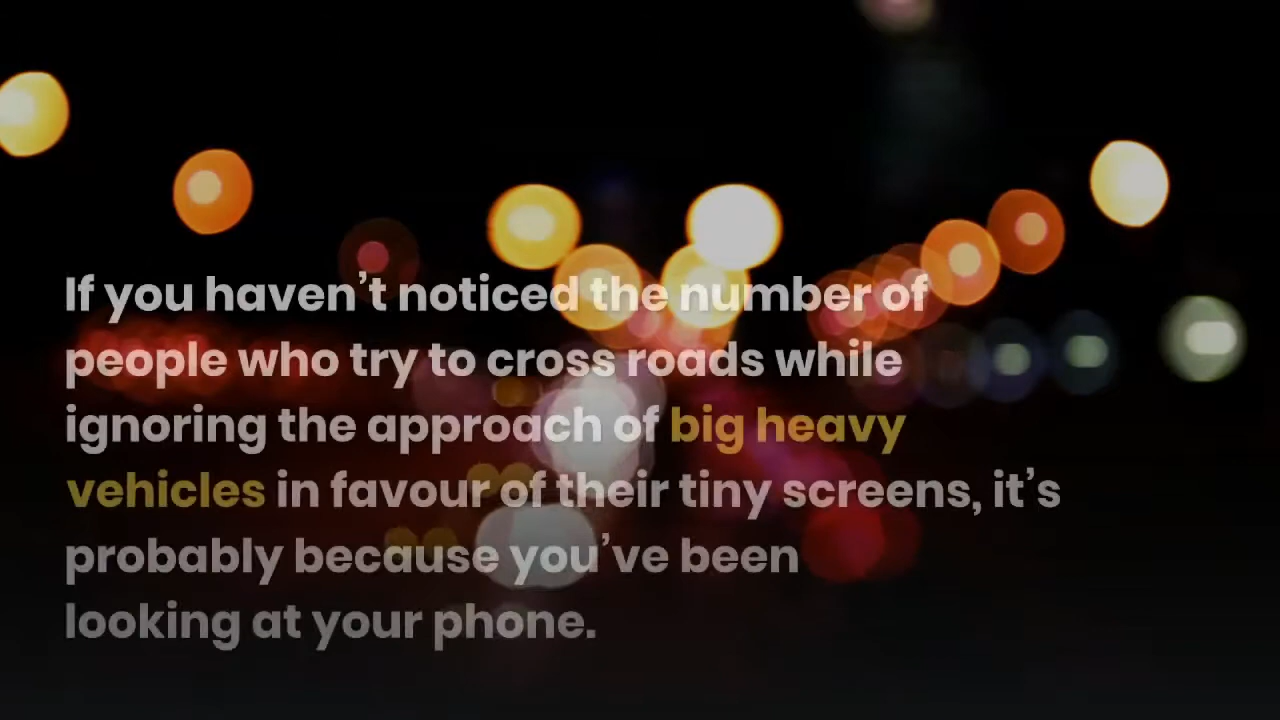 If you haven’t noticed the number of
people who try to cross roads while
ignoring the approach of big heavy
vehicles in favour of their tiny screens, it’s
probably because you’ve been
looking at your phone.